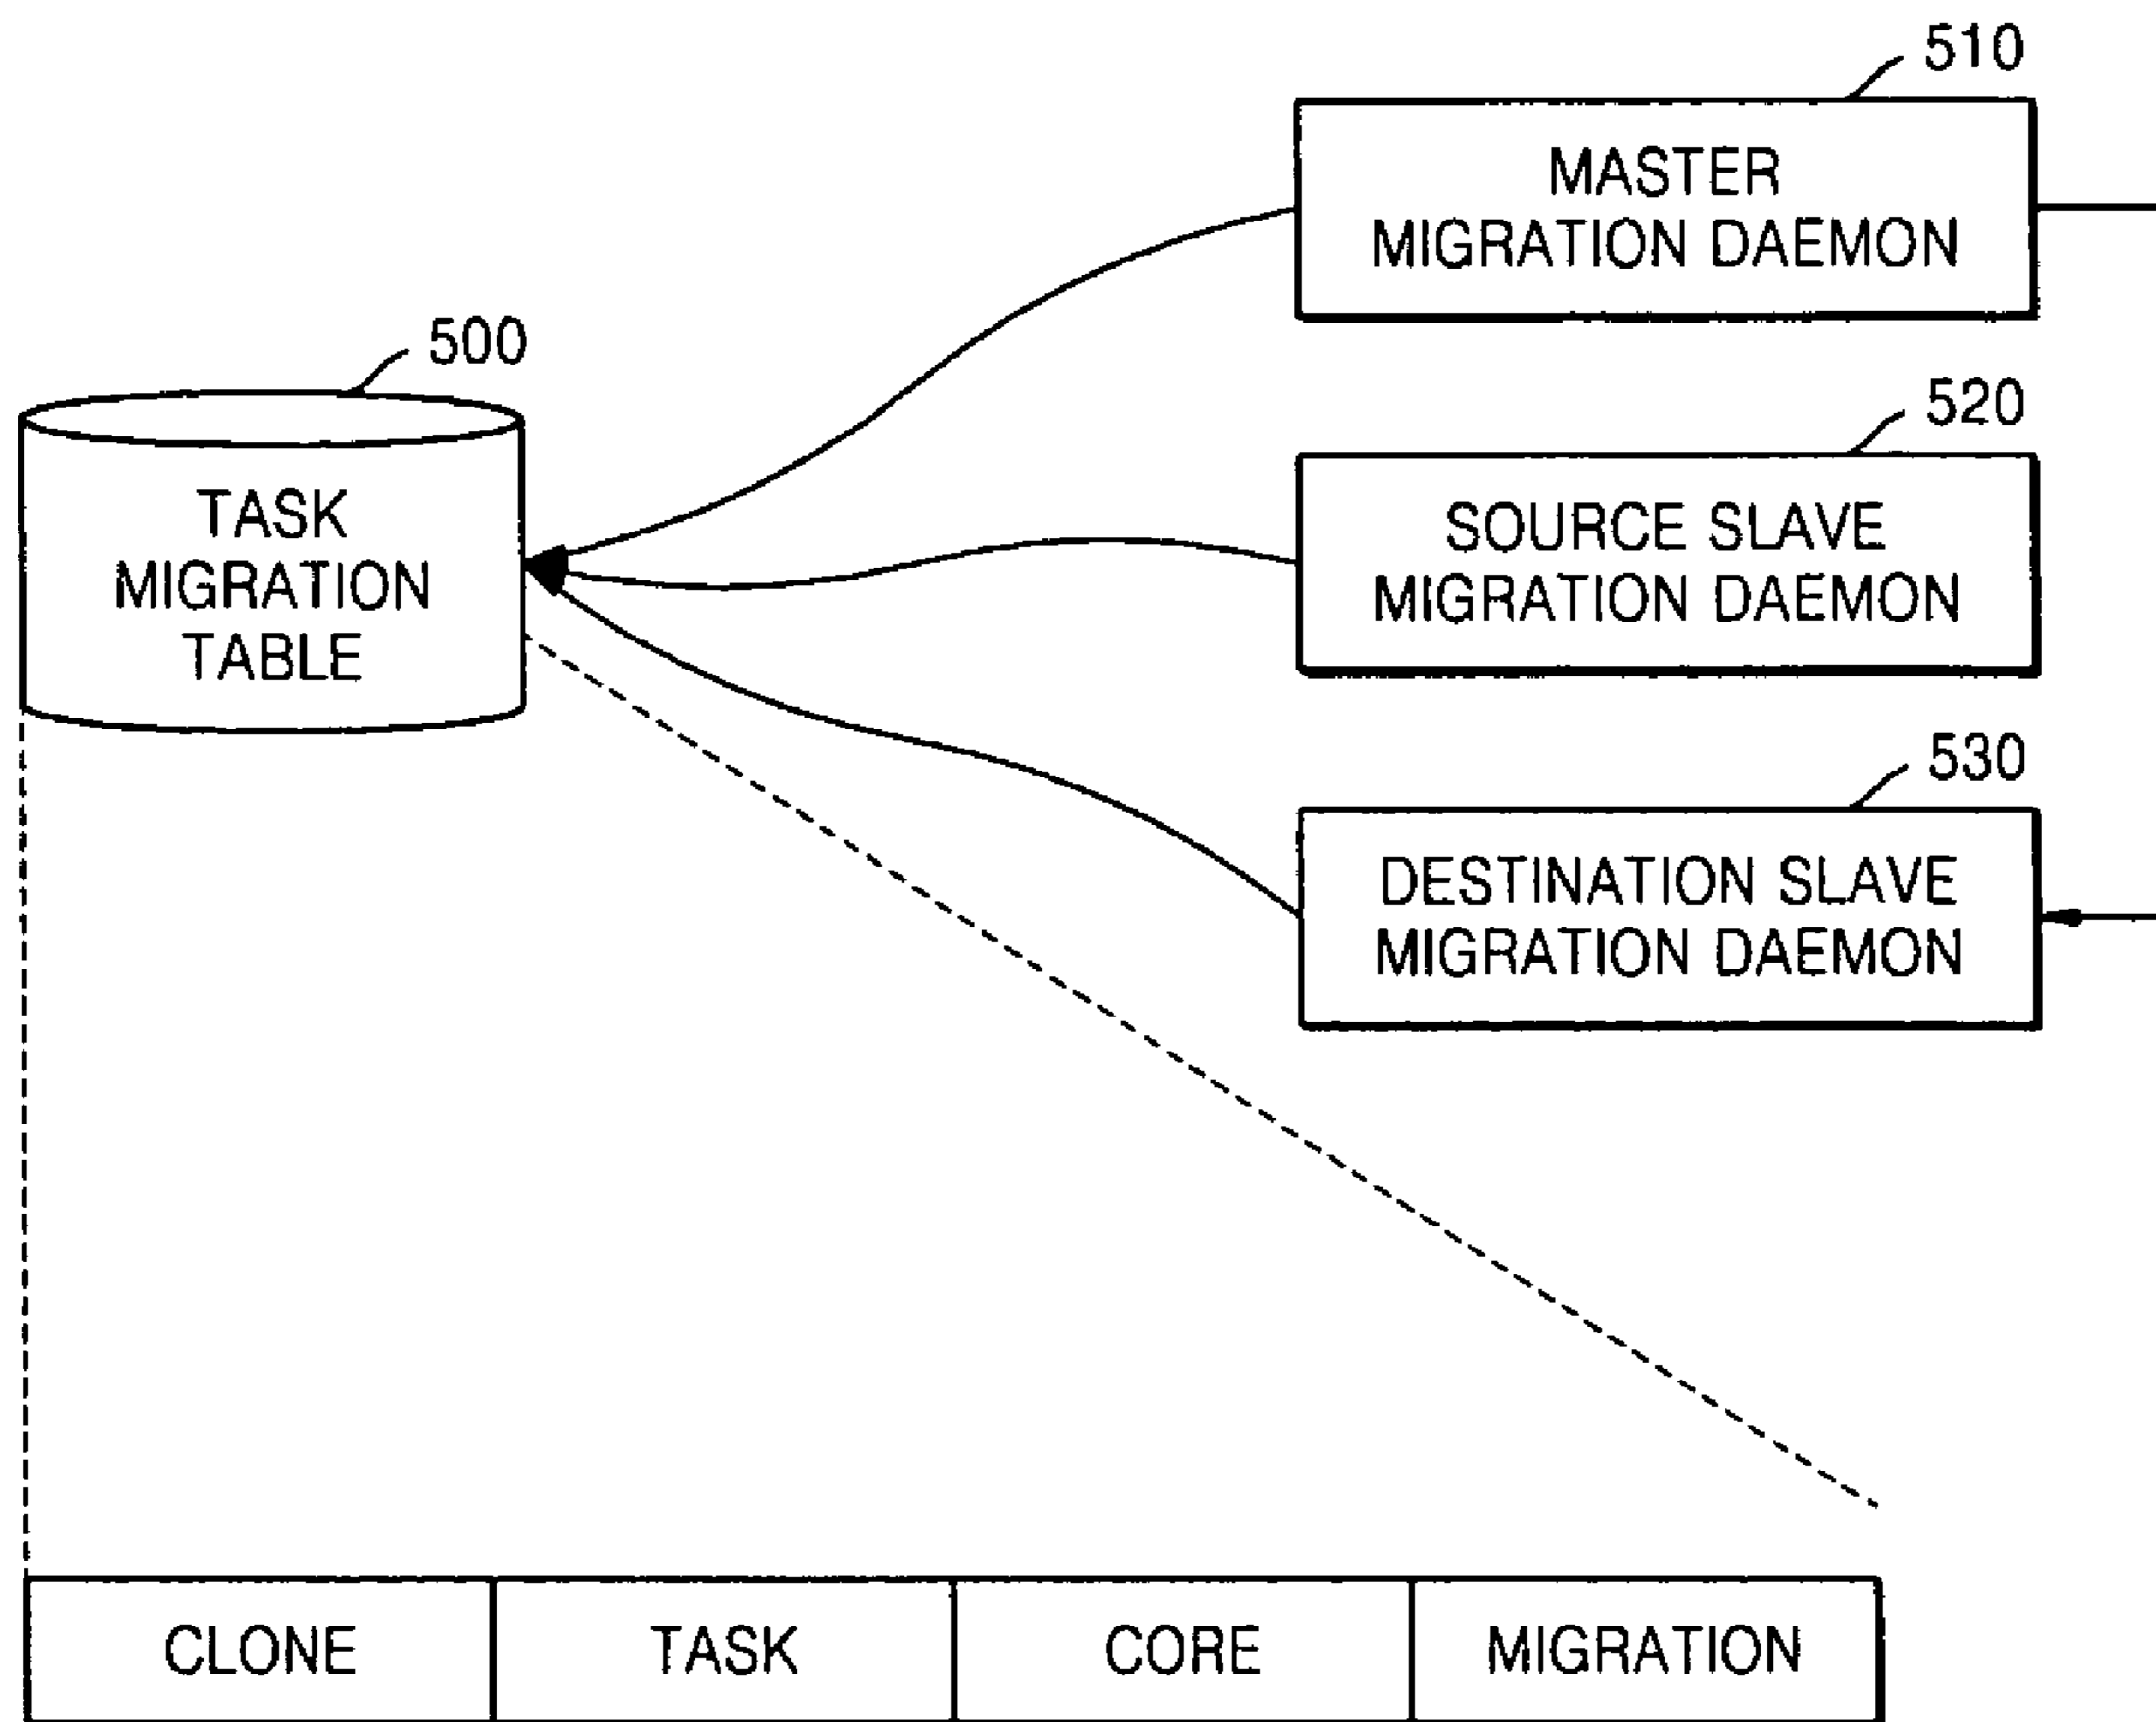 510
MASTER
MIGRATION DAEMON
500
TASK
MIGRATION
TABLE
520
SOURCE SLAVE
MIGRATION DAEMON
530
DESTINATION SLAVE
MIGRATION DAEMON
CLONE
TASK
CORE
MIGRATION